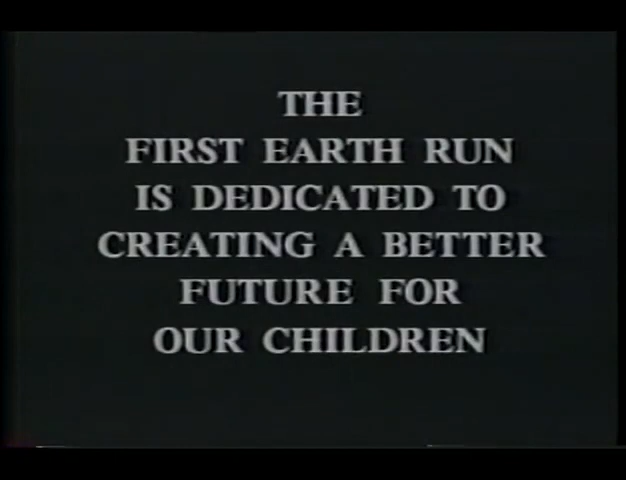 THE
FIRST EARTH RUN
IS DEDICATED TO
CREATING A BETTER
FUTURE FOR
OUR CHILDREN